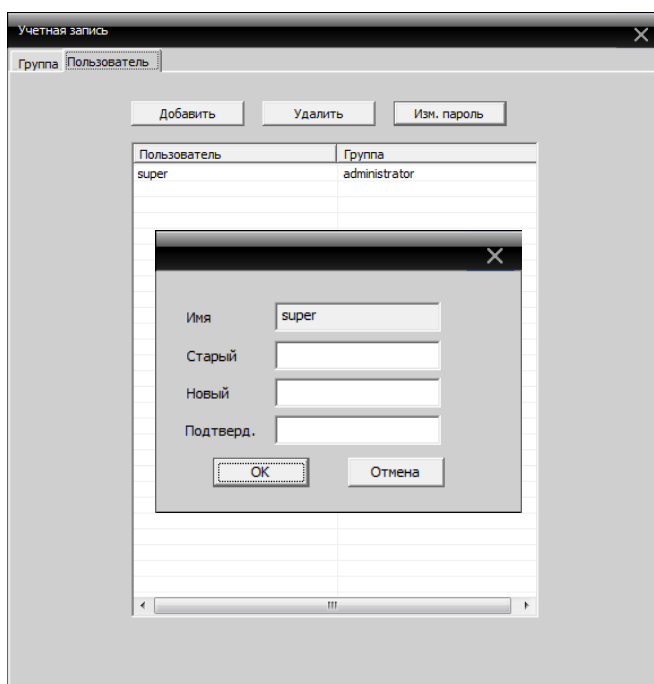 Учетная запись
Группа Пользователь
Добавить Удалить Изм. пароль
Пользователь Группа
super administrator
Имя super
Старый
Новый
Подтверд.
OK Отмена